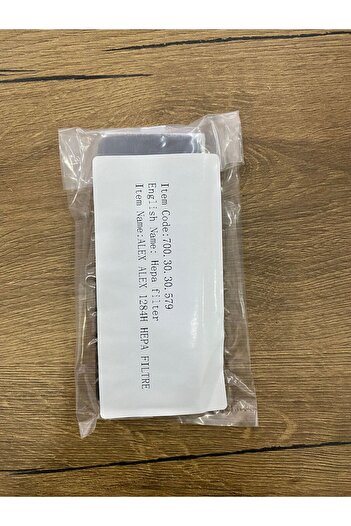 Item Code:700.30.30.579
English Name: Hepa filter
Item Name:ALEX ALEX 1284H HEPA FILTRE